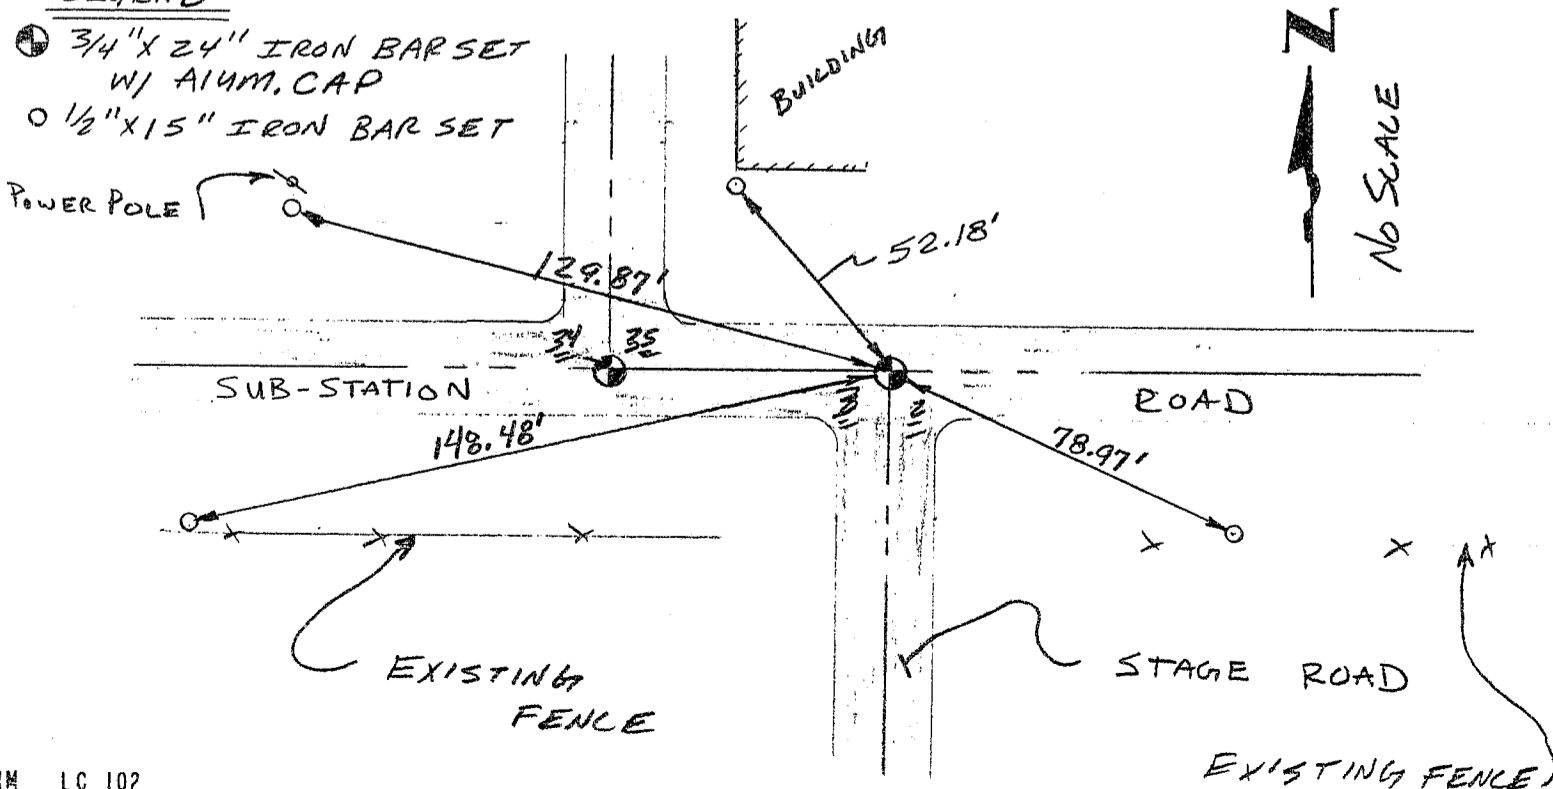 3/4"X 24" IRON BAR SET
W/ Alum. CAP
1/2"X15" IRON BAR SET
POWER POLE
BUILDING
N
No SCALE
129.87'
52.18'
34 35
SUB-STATION
ROAD
2
148.48'
78.97'
EXISTING
FENCE
STAGE ROAD
EXISTING FENCE
LC 102